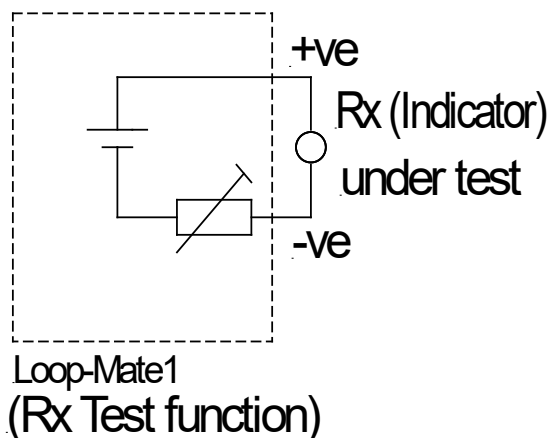 +ve
Rx (Indicator)
under test
-ve
Loop-Mate1
(Rx Test function)